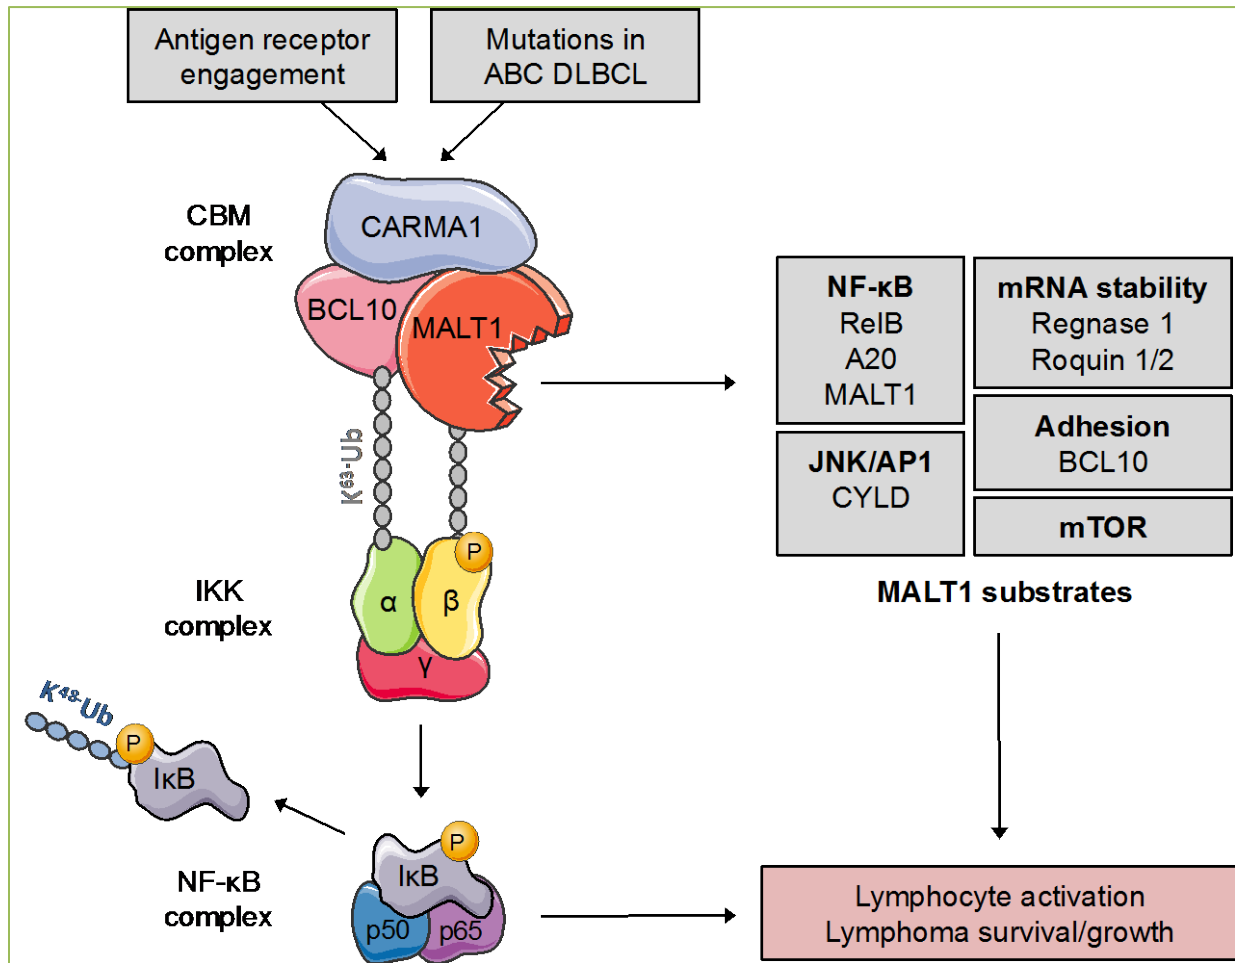 Antigen receptor
engagement
Mutations in
ABC DLBCL
CBM
complex
CARMA1
BCL10
MALT1
K63-Ub
NF-κB
RelB
A20
MALT1
JNK/AP1
CYLD
mRNA stability
Regnase 1
Roquin 1/2
Adhesion
BCL10
mTOR
MALT1 substrates
IKK
complex
α
β
P
γ
K48-Ub
P
IκB
NF-κB
complex
P
IκB
p50
p65
Lymphocyte activation
Lymphoma survival/growth